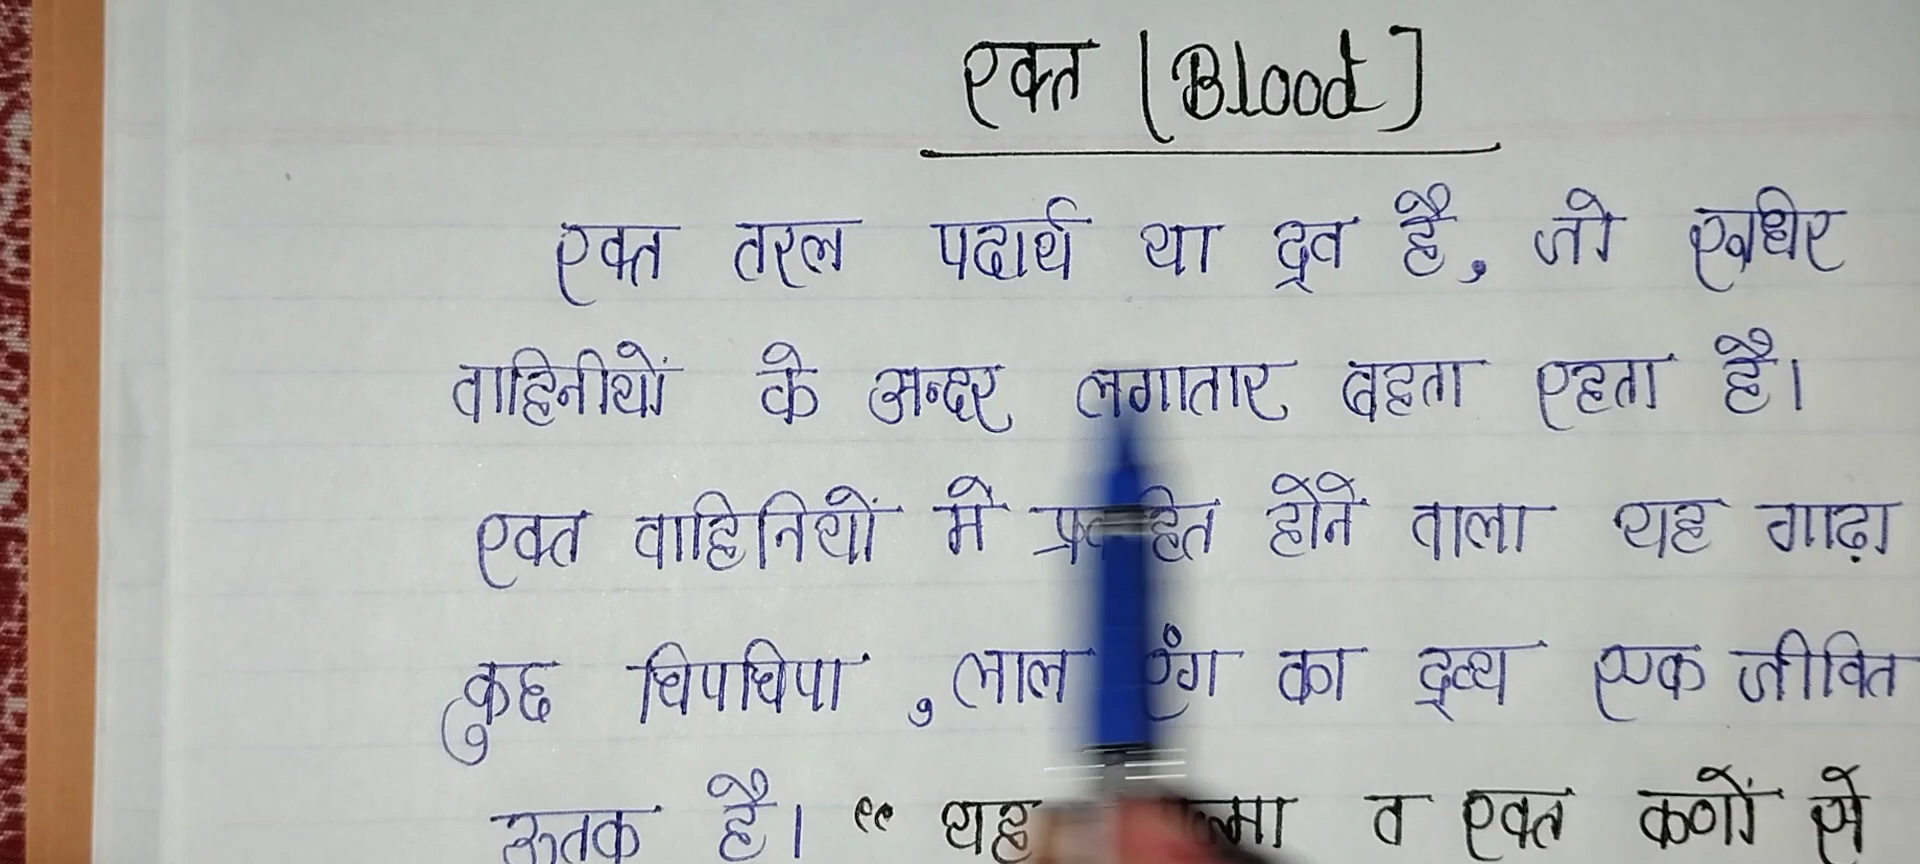 रक्त (Blood)
रक्त तरल पदार्थ या द्रव है, जो रूधिर
वाहिनीयों के अन्दर लगातार बहता रहता है।
रक्त वाहिनियों में होने वाला यह गाढ़ा
कुछ चिपचिपा, लाल रंग का द्रव्य एक जीवित
ऊतक है। "यह व रक्त कणों से